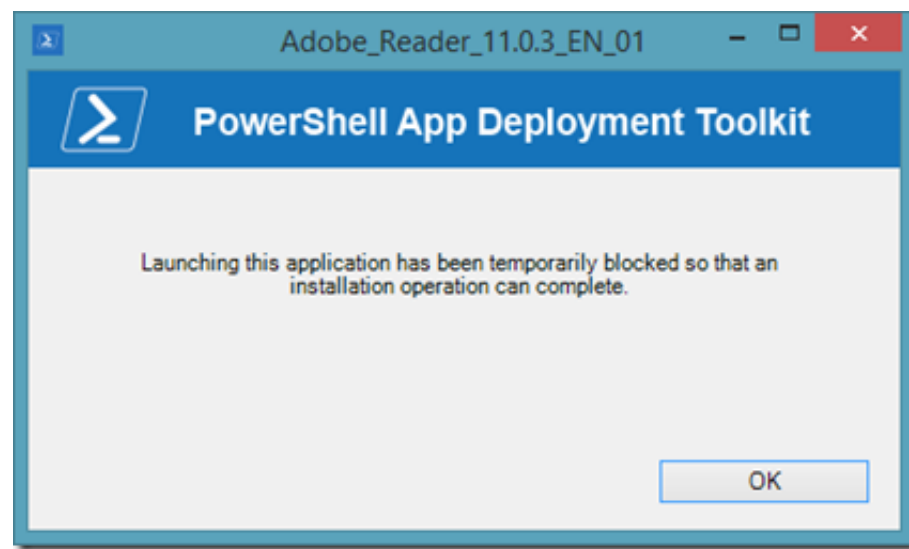 Adobe_Reader_11.0.3_EN_01
PowerShell App Deployment Toolkit
Launching this application has been temporarily blocked so that an
installation operation can complete.
OK